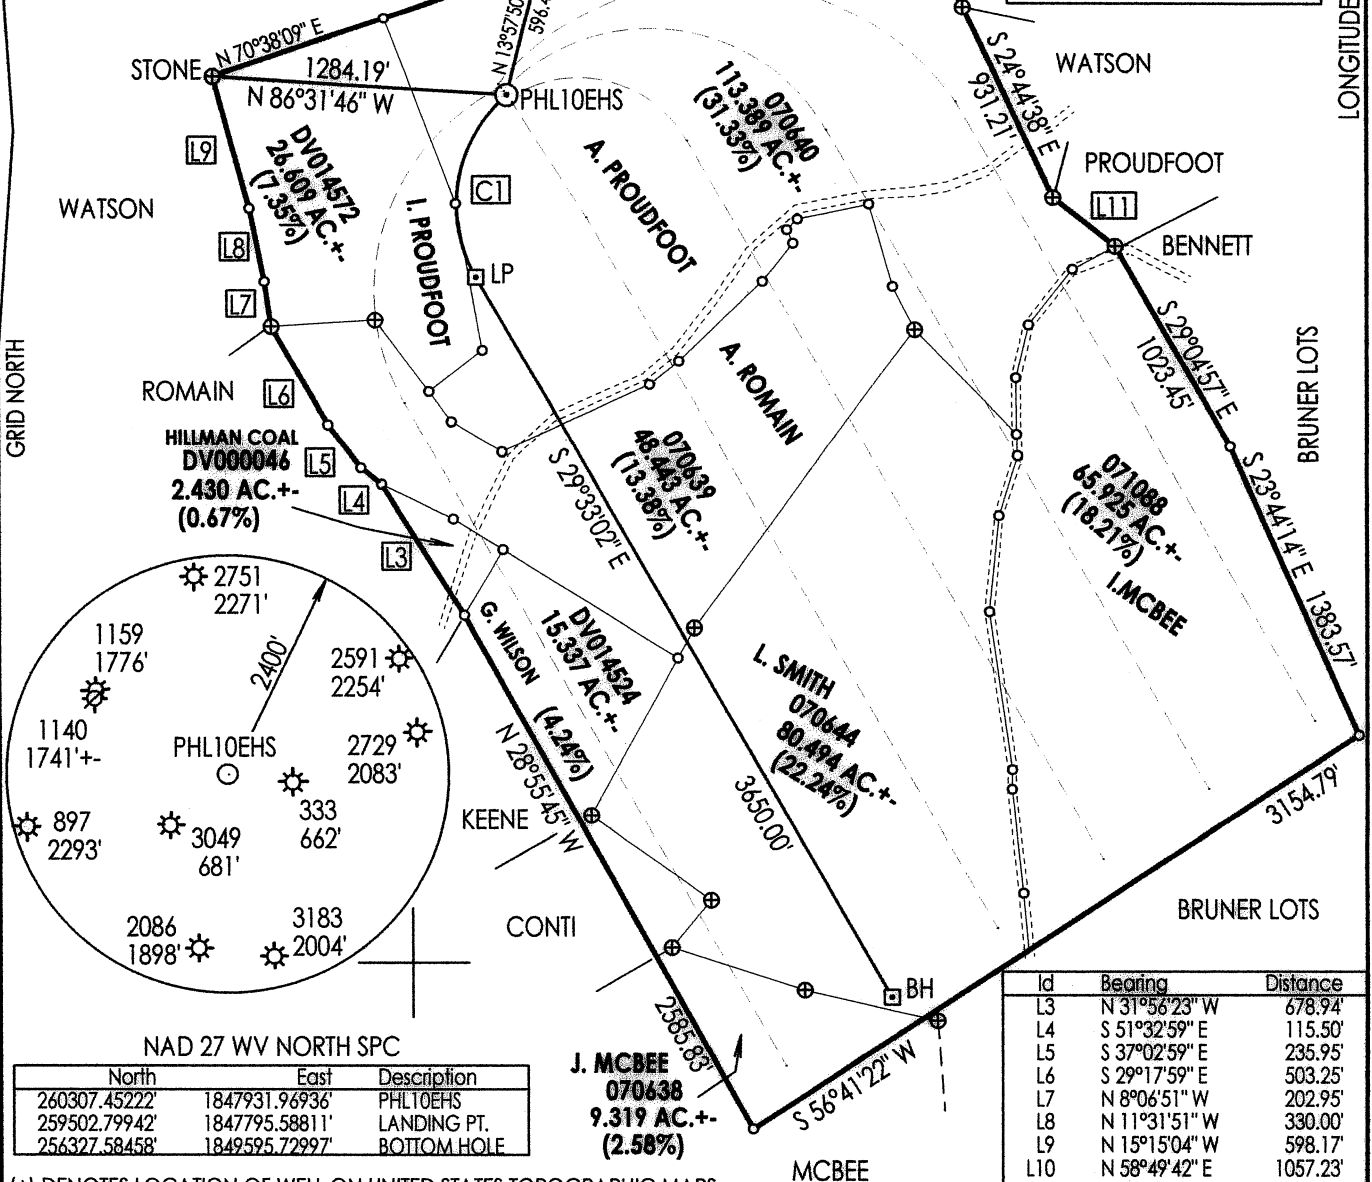 N 70°38'09" E
STONE
1284.19'
N 86°31'46" W
N 13°57'50
596.4
PHL10EHS
WATSON
S 24°44'38" E
931.21'
LONGITUDE
070640
113.389 AC.+-
(31.33%)
PROUDFOOT
L11
BENNETT
L9
DV014572
26.609 AC.+-
(7.35%)
WATSON
C1
A. PROUDFOOT
I. PROUDFOOT
L8
LP
L7
GRID NORTH
ROMAIN
L6
A. ROMAIN
S 29°04'57" E
1023.45'
BRUNER LOTS
HILLMAN COAL
DV000046
2.430 AC.+-
(0.67%)
L5
L4
L3
S 29°33'02" E
070639
48.443 AC.+-
(13.38%)
071088
65.925 AC.+-
(18.21%)
I.MCBEE
S 23°44'14" E
1383.57'
2751
2271'
1159
1776'
2400'
2591
2254'
1140
1741'+-
PHL10EHS
2729
2083'
333
662'
897
2293'
3049
681'
2086
1898'
3183
2004'
G. WILSON
DV014524
15.337 AC.+-
(4.24%)
N 28°55'45" W
L. SMITH
070644
80.494 AC.+-
(22.24%)
3650.00'
3154.79'
KEENE
CONTI
BRUNER LOTS
BH
2585.83'
S 56°41'22" W
J. MCBEE
070638
9.319 AC.+-
(2.58%)
MCBEE
NAD 27 WV NORTH SPC
North East Description
260307.45222' 1847931.96936' PHL10EHS
259502.79942' 1847795.58811' LANDING PT.
256327.58458' 1849595.72997' BOTTOM HOLE
Id Bearing Distance
L3 N 31°56'23" W 678.94'
L4 S 51°32'59" E 115.50'
L5 S 37°02'59" E 235.95'
L6 S 29°17'59" E 503.25'
L7 N 8°06'51" W 202.95'
L8 N 11°31'51" W 330.00'
L9 N 15°15'04" W 598.17'
L10 N 58°49'42" E 1057.23'
(+) DENOTES LOCATION OF WELL ON UNITED STATES TOPOGRAPHIC MAPS